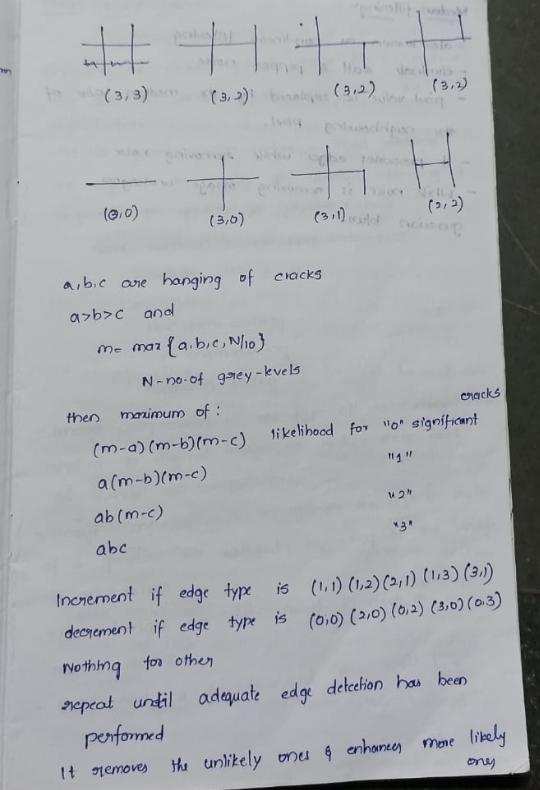 (3,3) (3,2) (3,2) (3,2)
(0,0) (3,0) (3,1) (2,2)
a,b,c are hanging of cracks
a>b>c and
m= max {a,b,c, N/10}
N-no.of grey-levels
then maximum of :
(m-a)(m-b)(m-c) likelihood for "0" significant cracks
a(m-b)(m-c) "1"
ab(m-c) "2"
abc "3"
Increment if edge type is (1,1) (1,2) (2,1) (1,3) (3,1)
decrement if edge type is (0,0) (2,0) (0,2) (3,0) (0,3)
Nothing for other
repeat until adequate edge detection has been
performed
It removes the unlikely ones & enhances more likely
ones